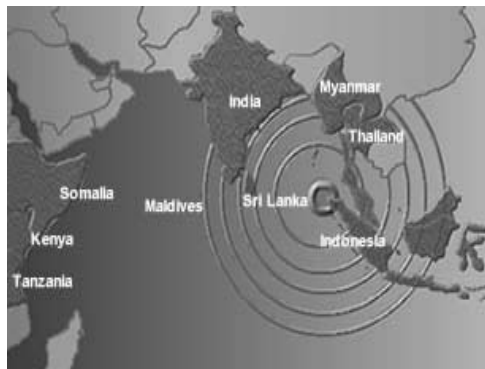 Myanmar
India
Thailand
Somalia
Maldives
Sri Lanka
Kenya
Indonesia
Tanzania